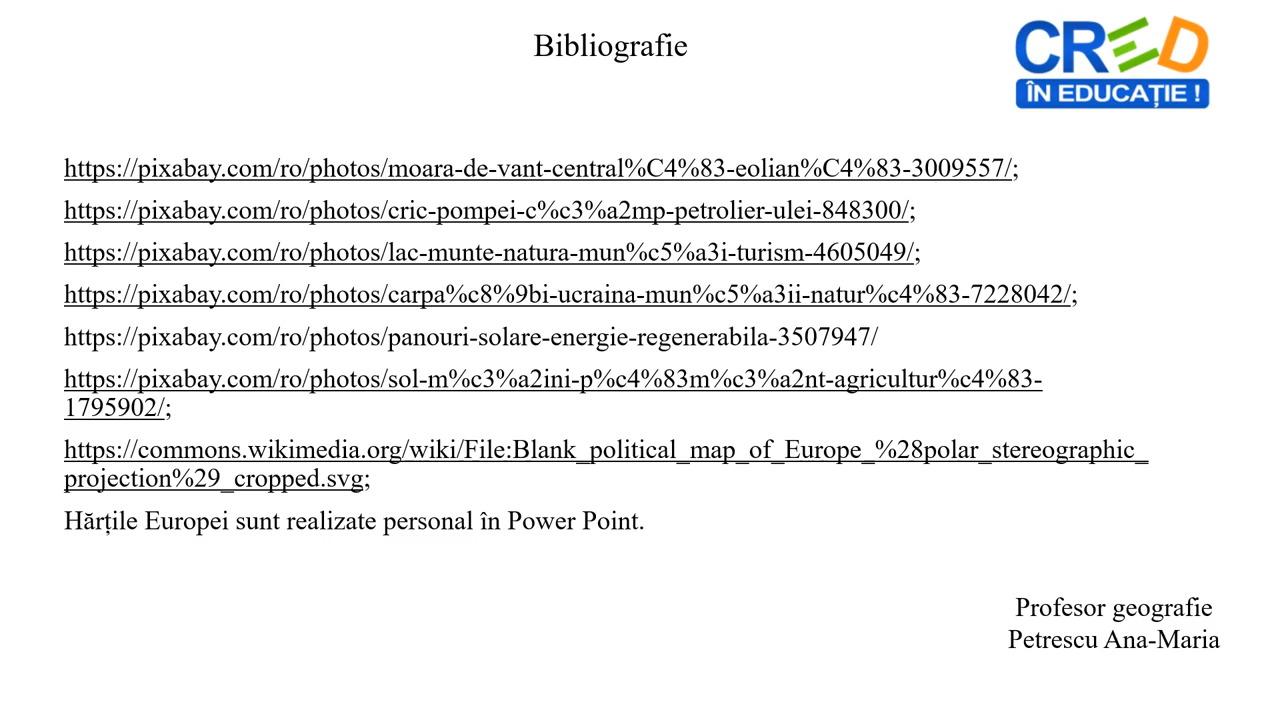 Bibliografie
CRED
ÎN EDUCAȚIE !
https://pixabay.com/ro/photos/moara-de-vant-central%C4%83-eolian%C4%83-3009557/;
https://pixabay.com/ro/photos/cric-pompei-c%c3%a2mp-petrolier-ulei-848300/;
https://pixabay.com/ro/photos/lac-munte-natura-mun%c5%a3i-turism-4605049/;
https://pixabay.com/ro/photos/carpa%c8%9bi-ucraina-mun%c5%a3ii-natur%c4%83-7228042/;
https://pixabay.com/ro/photos/panouri-solare-energie-regenerabila-3507947/
https://pixabay.com/ro/photos/sol-m%c3%a2ini-p%c4%83m%c3%a2nt-agricultur%c4%83-
1795902/;
https://commons.wikimedia.org/wiki/File:Blank_political_map_of_Europe_%28polar_stereographic_
projection%29_cropped.svg;
Hărțile Europei sunt realizate personal în Power Point.
Profesor geografie
Petrescu Ana-Maria